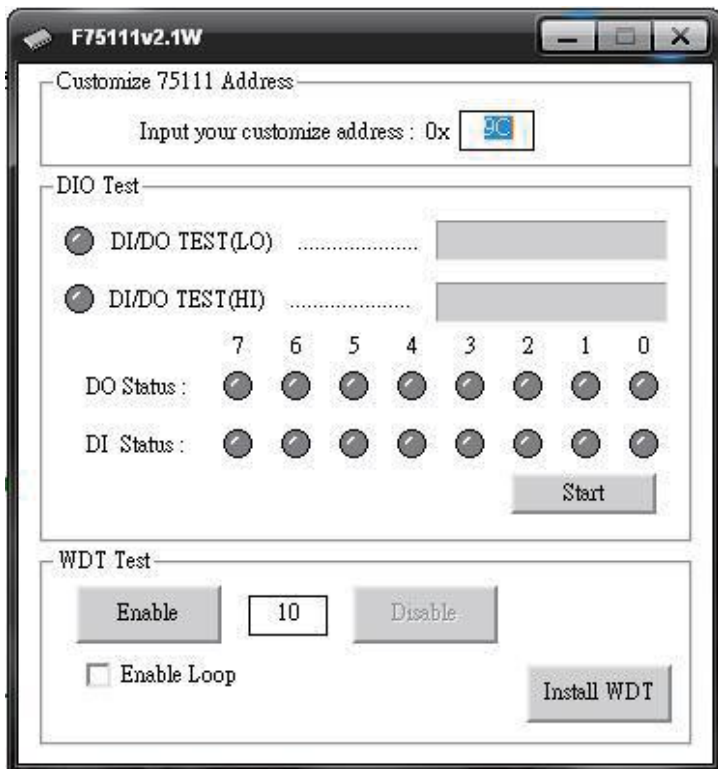 F75111v2.1W
Customize 75111 Address
Input your customize address : 0x 9C
DIO Test
DI/DO TEST(LO) .....................
DI/DO TEST(HI) .....................
7 6 5 4 3 2 1 0
DO Status :
DI Status :
Start
WDT Test
Enable 10 Disable
Enable Loop
Install WDT